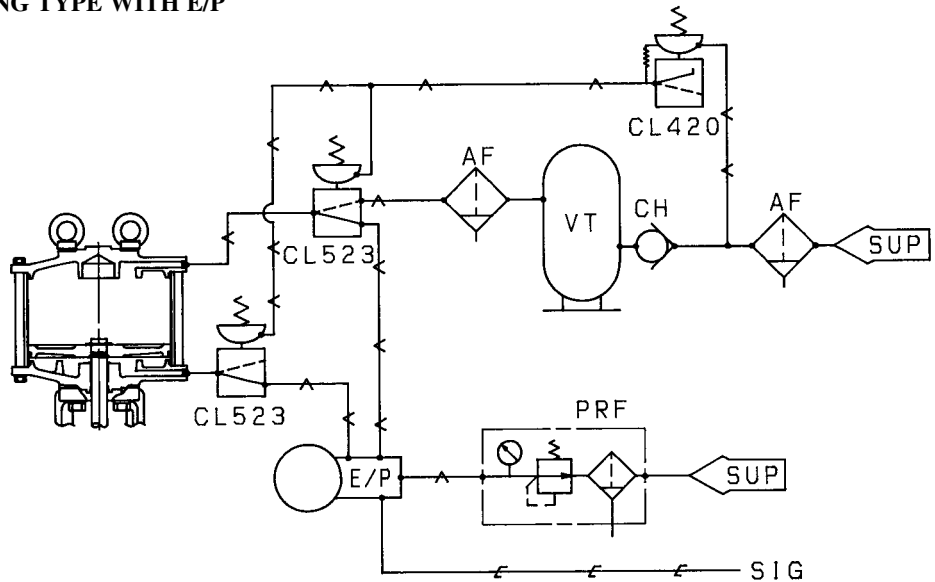 NG TYPE WITH E/P
CL420
AF
AF
CH
VT
SUP
CL523
CL523
PRF
E/P
SUP
SIG